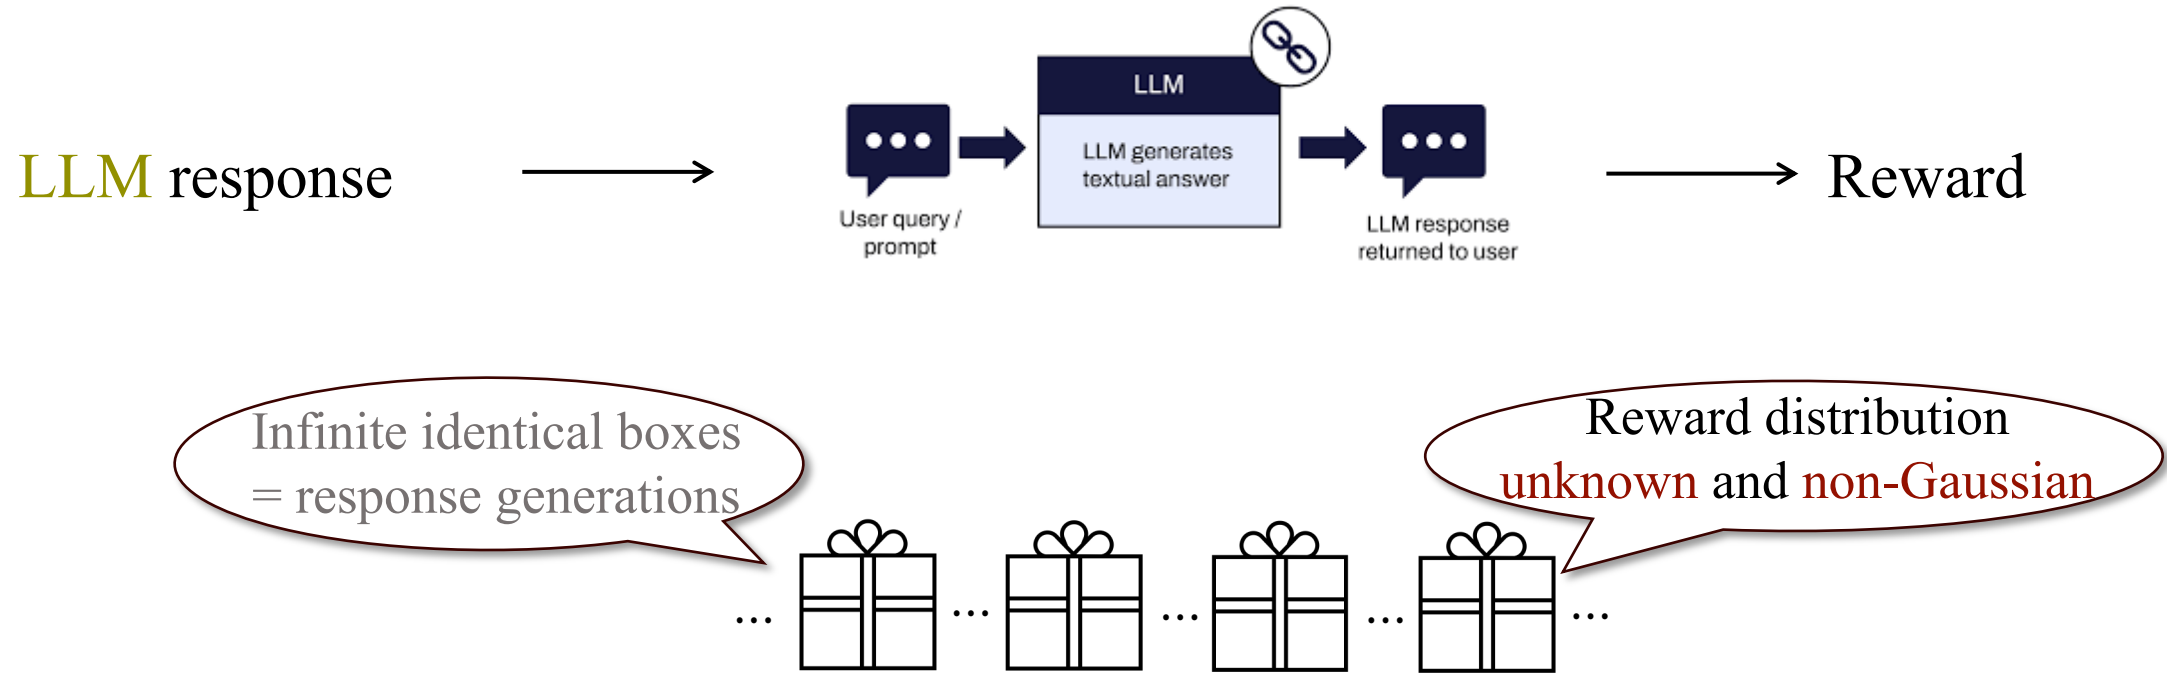 LLM response
LLM
LLM generates
textual answer
User query /
prompt
LLM response
returned to user
Reward
Infinite identical boxes
= response generations
Reward distribution
unknown and non-Gaussian
... ... ... ... ...